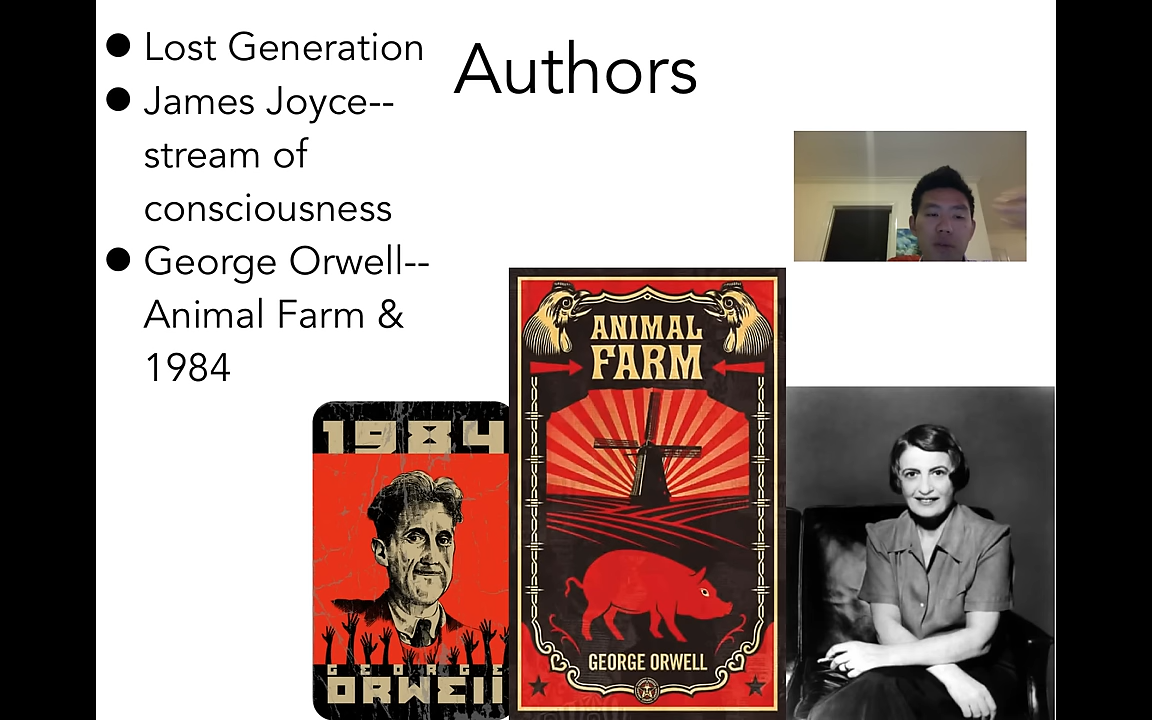 Authors
Lost Generation
James Joyce--
stream of
consciousness
George Orwell--
Animal Farm &
1984
1984
GEORGE
ORWEll
ANIMAL
FARM
GEORGE ORWELL